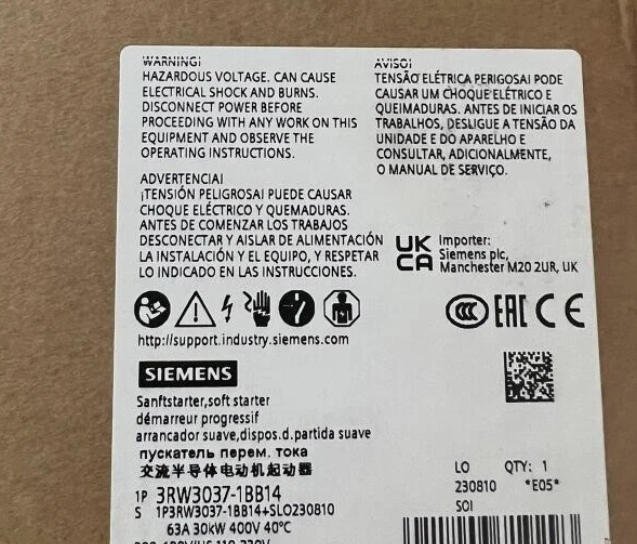 WARNING!
HAZARDOUS VOLTAGE. CAN CAUSE
ELECTRICAL SHOCK AND BURNS.
DISCONNECT POWER BEFORE
PROCEEDING WITH ANY WORK ON THIS
EQUIPMENT AND OBSERVE THE
OPERATING INSTRUCTIONS.
ADVERTENCIA!
¡TENSIÓN PELIGROSA! PUEDE CAUSAR
CHOQUE ELÉCTRICO Y QUEMADURAS.
ANTES DE COMENZAR LOS TRABAJOS
DESCONECTAR Y AISLAR DE ALIMENTACIÓN
LA INSTALACIÓN Y EL EQUIPO, Y RESPETAR
LO INDICADO EN LAS INSTRUCCIONES.
AVISO!
TENSÃO ELÉTRICA PERIGOSA! PODE
CAUSAR UM CHOQUE ELÉTRICO E
QUEIMADURAS. ANTES DE INICIAR OS
TRABALHOS, DESLIGUE A TENSÃO DA
UNIDADE E DO APARELHO E
CONSULTAR, ADICIONALMENTE,
O MANUAL DE SERVIÇO.
UK
CA
Importer:
Siemens plc,
Manchester M20 2UR, UK
CCC EAC CE
http://support.industry.siemens.com
SIEMENS
Sanftstarter,soft starter
démarreur progressif
arrancador suave,dispos.d.partida suave
пускатель перем. тока
交流半导体电动机起动器
1P 3RW3037-1BB14
S 1P3RW3037-1BB14+SLO230810
63A 30kW 400V 40°C
LO QTY: 1
230810 *E05*
SOI